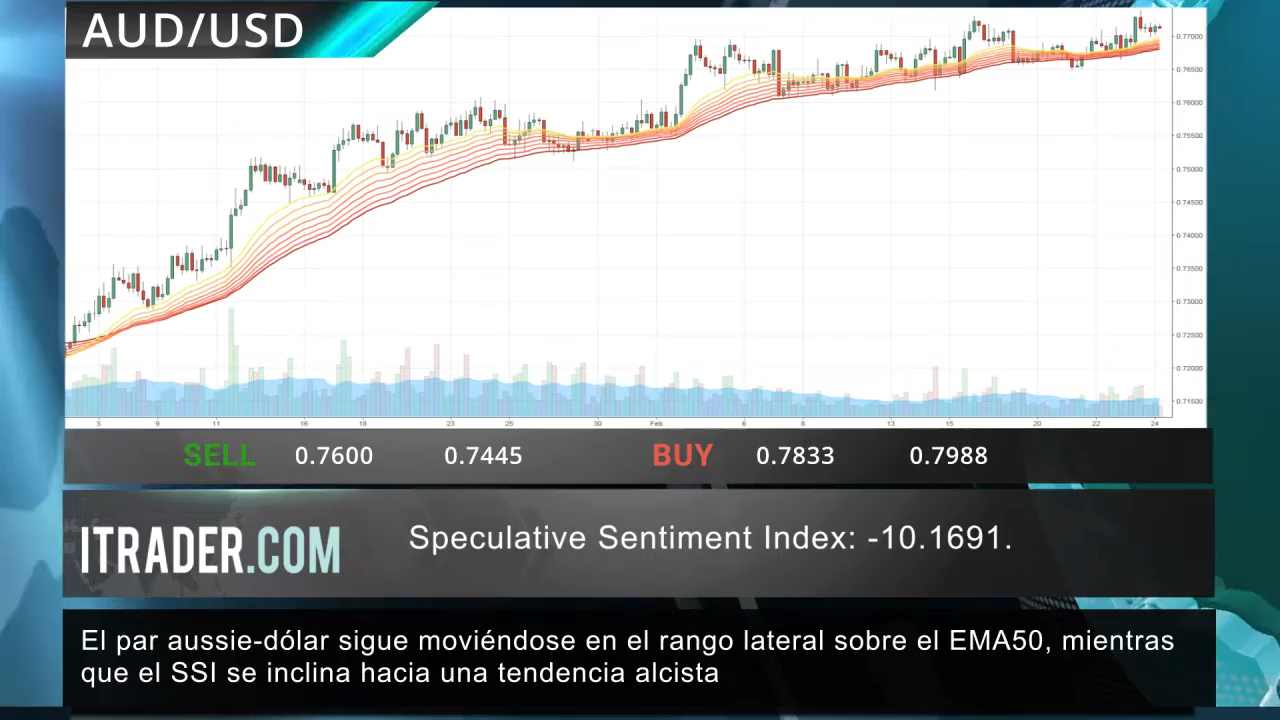 AUD/USD
0.77000
0.76500
0.76000
0.75500
0.75000
0.74500
0.74000
0.73500
0.73000
0.72500
0.72000
0.71500
5 9 11 16 18 23 25 30 Feb 6 8 13 15 20 22 24
SELL 0.7600 0.7445 BUY 0.7833 0.7988
ITRADER.COM
Speculative Sentiment Index: -10.1691.
El par aussie-dólar sigue moviéndose en el rango lateral sobre el EMA50, mientras
que el SSI se inclina hacia una tendencia alcista